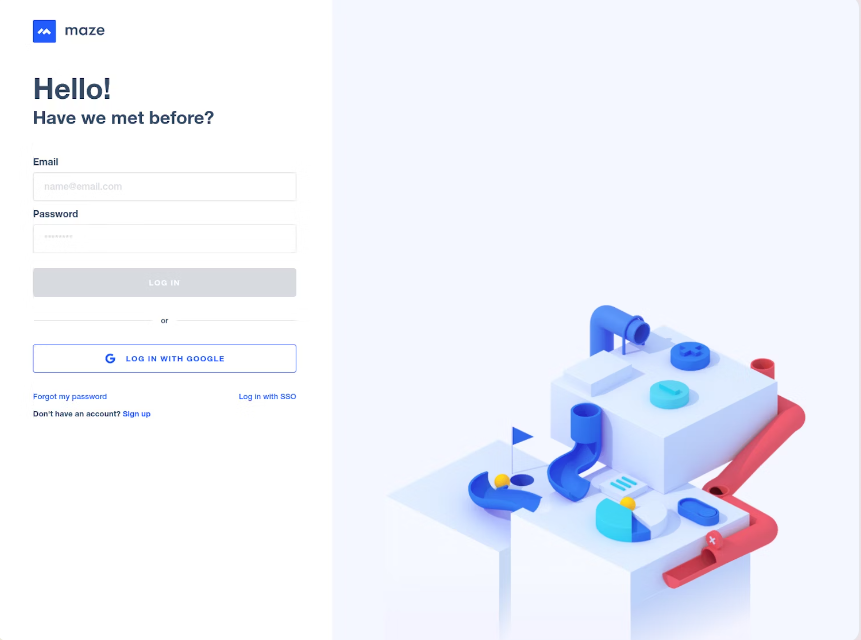 maze
Hello!
Have we met before?
Email
name@email.com
Password
********
LOG IN
or
G LOG IN WITH GOOGLE
Forgot my password
Log in with SSO
Don't have an account? Sign up